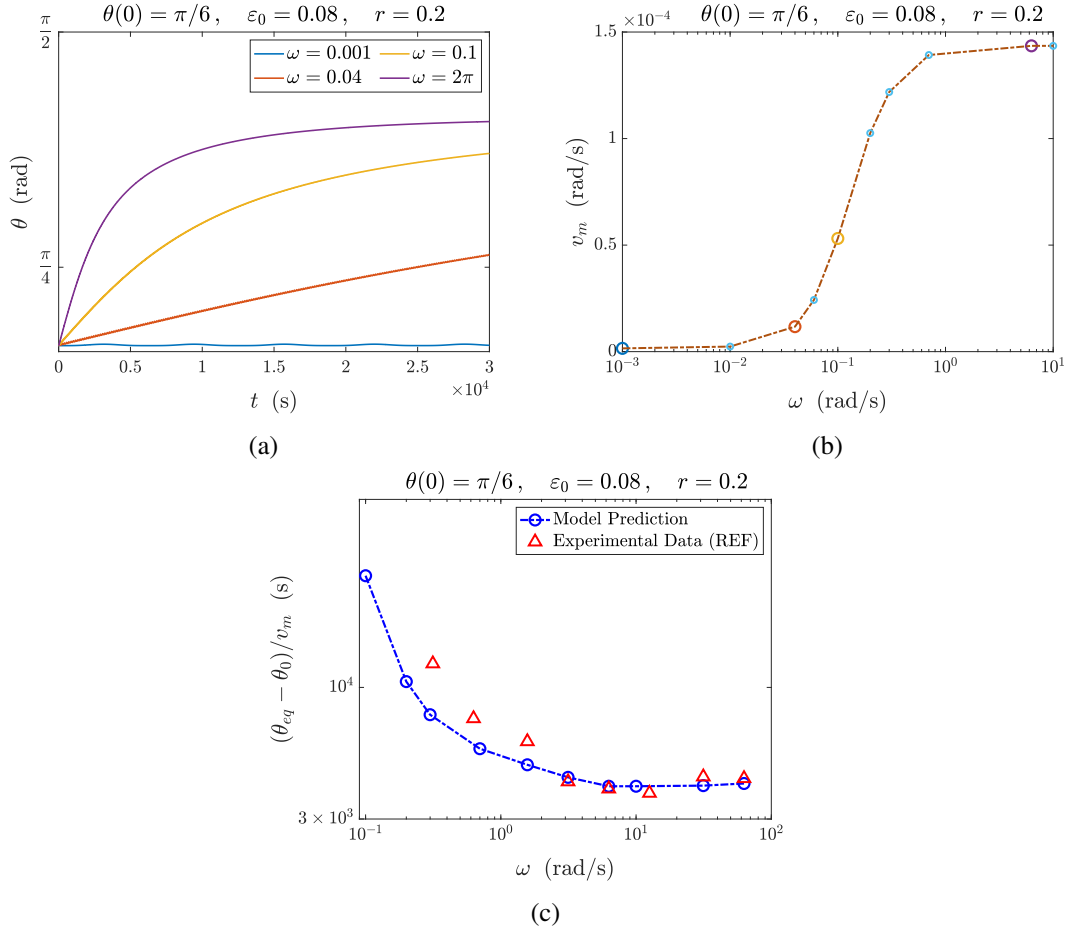 θ(0) = π/6 ,   ε₀ = 0.08 ,   r = 0.2
π/2
π/4
θ (rad)
ω = 0.001
ω = 0.04
ω = 0.1
ω = 2π
0 0.5 1 1.5 2 2.5 3
×10⁴
t (s)
(a)
θ(0) = π/6 ,   ε₀ = 0.08 ,   r = 0.2
×10⁻⁴
1.5
1
0.5
0
vₘ (rad/s)
10⁻³ 10⁻² 10⁻¹ 10⁰ 10¹
ω (rad/s)
(b)
θ(0) = π/6 ,   ε₀ = 0.08 ,   r = 0.2
Model Prediction
Experimental Data (REF)
(θ_eq − θ₀)/vₘ (s)
10⁴
3 × 10³
10⁻¹ 10⁰ 10¹ 10²
ω (rad/s)
(c)